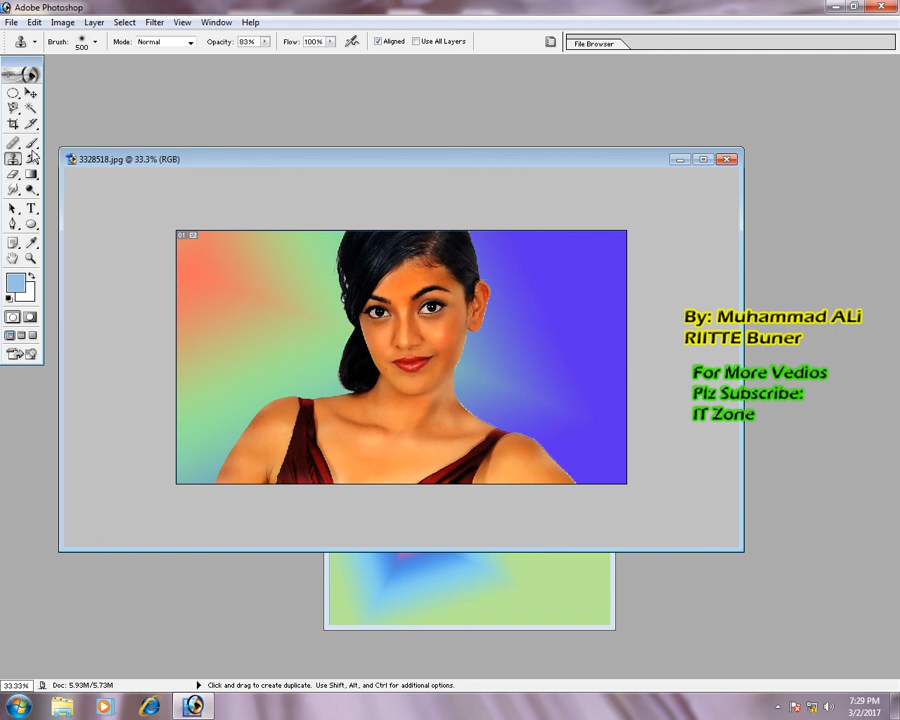 Adobe Photoshop
File Edit Image Layer Select Filter View Window Help
Brush: 500 Mode: Normal Opacity: 83% Flow: 100% Aligned Use All Layers File Browser
3328518.jpg @ 33.3% (RGB)
01
T
By: Muhammad ALi
RIITTE Buner
For More Vedios
Plz Subscribe:
IT Zone
33.33% Doc: 5.93M/5.73M Click and drag to create duplicate. Use Shift, Alt, and Ctrl for additional options.
7:29 PM
3/2/2017